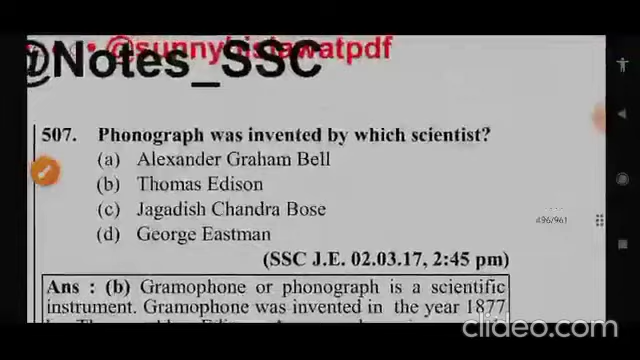 @Notes_SSC
507. Phonograph was invented by which scientist?
(a) Alexander Graham Bell
(b) Thomas Edison
(c) Jagadish Chandra Bose
(d) George Eastman
496/961
(SSC J.E. 02.03.17, 2:45 pm)
Ans : (b) Gramophone or phonograph is a scientific
instrument. Gramophone was invented in the year 1877
clideo.com